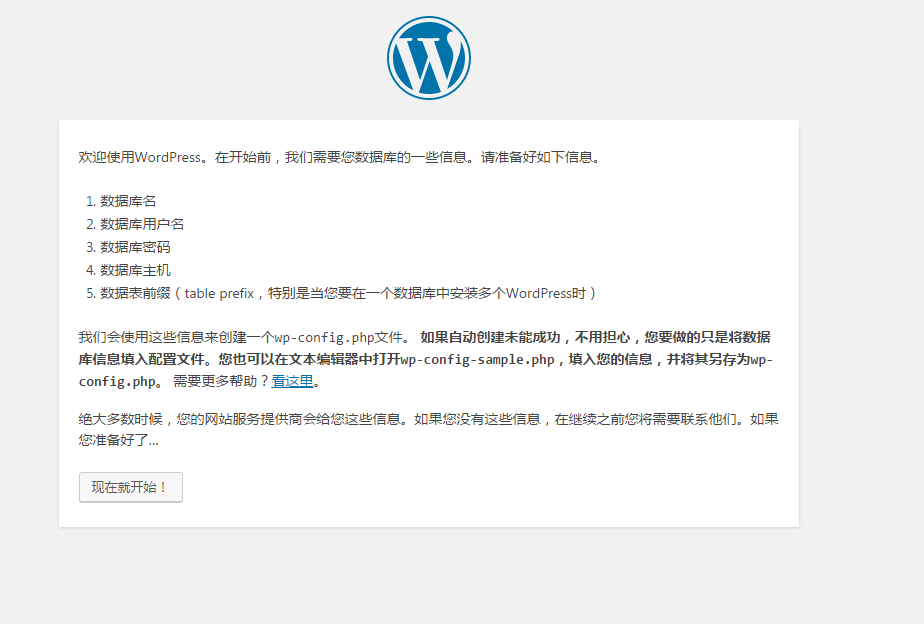 欢迎使用WordPress。在开始前，我们需要您数据库的一些信息。请准备好如下信息。
1. 数据库名
2. 数据库用户名
3. 数据库密码
4. 数据库主机
5. 数据表前缀（table prefix，特别是当您要在一个数据库中安装多个WordPress时）
我们会使用这些信息来创建一个wp-config.php文件。 如果自动创建未能成功，不用担心，您要做的只是将数据
库信息填入配置文件。您也可以在文本编辑器中打开wp-config-sample.php，填入您的信息，并将其另存为wp-
config.php。 需要更多帮助？看这里。
绝大多数时候，您的网站服务提供商会给您这些信息。如果您没有这些信息，在继续之前您将需要联系他们。如果
您准备好了…
现在就开始！